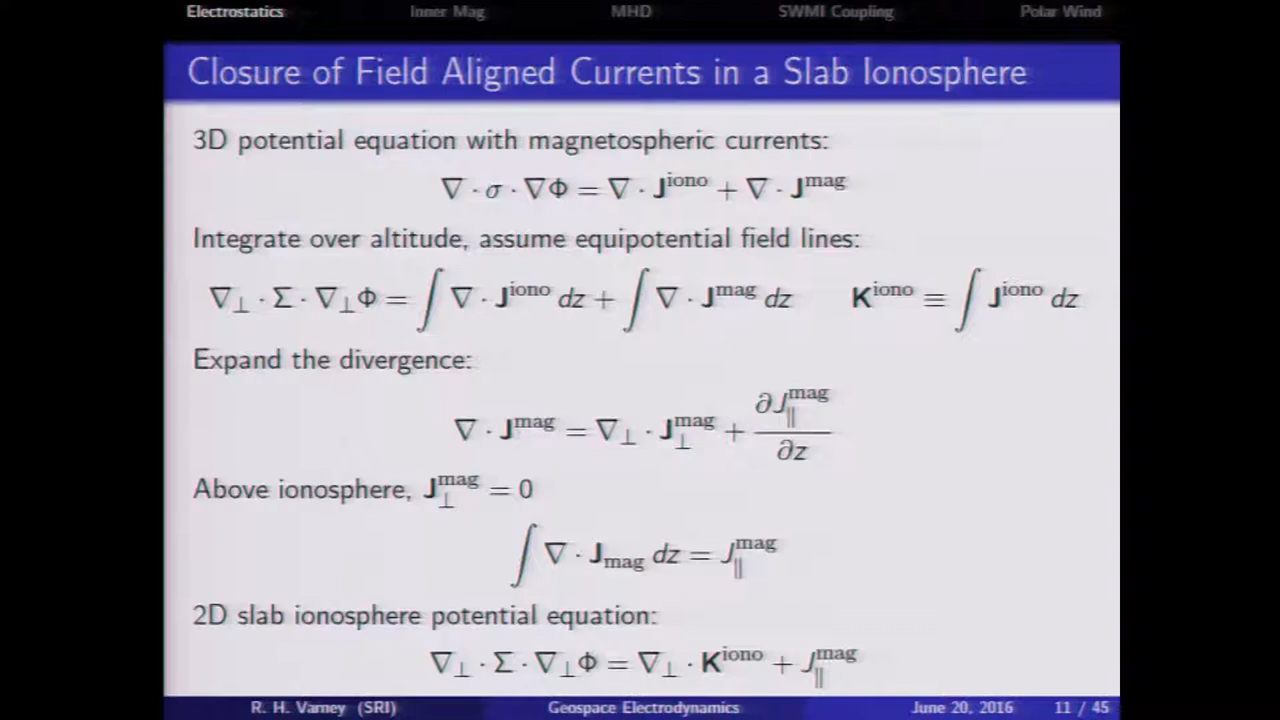 Electrostatics Inner Mag MHD SWMI Coupling Polar Wind
Closure of Field Aligned Currents in a Slab Ionosphere
3D potential equation with magnetospheric currents:
∇ · σ · ∇Φ = ∇ · J^iono + ∇ · J^mag
Integrate over altitude, assume equipotential field lines:
∇⊥ · Σ · ∇⊥Φ = ∫ ∇ · J^iono dz + ∫ ∇ · J^mag dz K^iono ≡ ∫ J^iono dz
Expand the divergence:
∇ · J^mag = ∇⊥ · J⊥^mag + ∂J∥^mag / ∂z
Above ionosphere, J⊥^mag = 0
∫ ∇ · J_mag dz = J∥^mag
2D slab ionosphere potential equation:
∇⊥ · Σ · ∇⊥Φ = ∇⊥ · K^iono + J∥^mag
R. H. Varney (SRI) Geospace Electrodynamics June 20, 2016 11 / 45